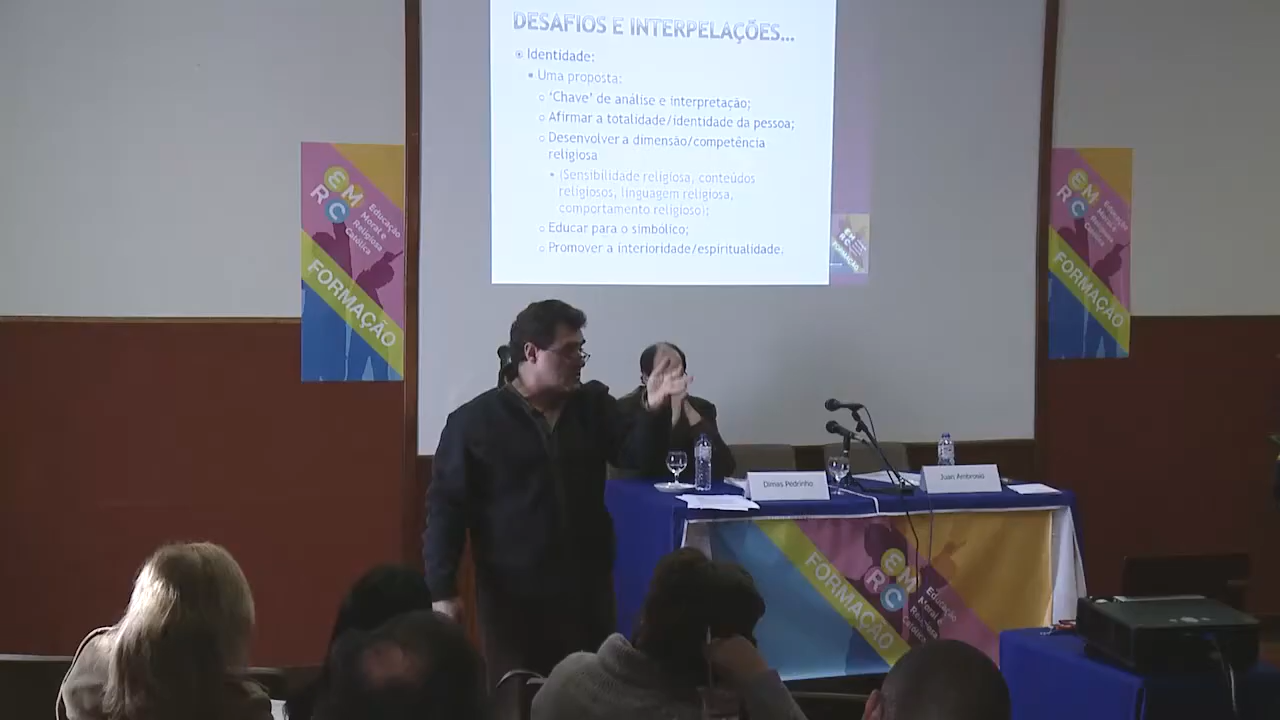 DESAFIOS E INTERPELAÇÕES...
Identidade:
Uma proposta:
'Chave' de análise e interpretação;
Afirmar a totalidade/identidade da pessoa;
Desenvolver a dimensão/competência
religiosa
(Sensibilidade religiosa, conteúdos
religiosos, linguagem religiosa,
comportamento religioso);
Educar para o simbólico;
Promover a interioridade/espiritualidade.
EMRC
Educação
Moral e
Religiosa
Católica
FORMAÇÃO
EMRC
FORMAÇÃO
EMRC
Educação
Moral e
Religiosa
Católica
FORMAÇÃO
Dimas Pedrinho
Juan Ambrosio
FORMAÇÃO
EMRC
Educação
Moral e
Religiosa
Católica